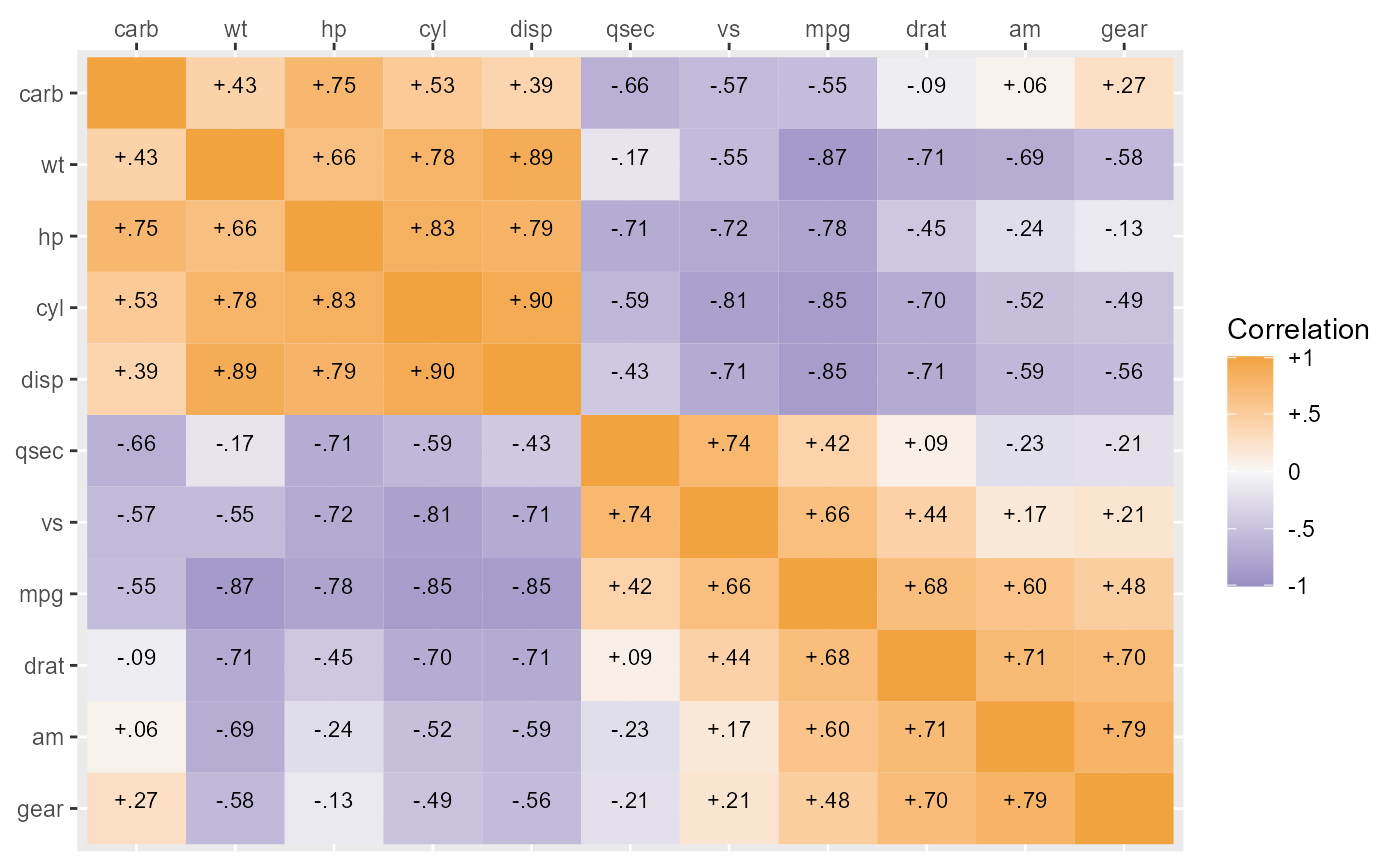 carb wt hp cyl disp qsec vs mpg drat am gear
carb +.43 +.75 +.53 +.39 -.66 -.57 -.55 -.09 +.06 +.27
wt +.43 +.66 +.78 +.89 -.17 -.55 -.87 -.71 -.69 -.58
hp +.75 +.66 +.83 +.79 -.71 -.72 -.78 -.45 -.24 -.13
cyl +.53 +.78 +.83 +.90 -.59 -.81 -.85 -.70 -.52 -.49
disp +.39 +.89 +.79 +.90 -.43 -.71 -.85 -.71 -.59 -.56
qsec -.66 -.17 -.71 -.59 -.43 +.74 +.42 +.09 -.23 -.21
vs -.57 -.55 -.72 -.81 -.71 +.74 +.66 +.44 +.17 +.21
mpg -.55 -.87 -.78 -.85 -.85 +.42 +.66 +.68 +.60 +.48
drat -.09 -.71 -.45 -.70 -.71 +.09 +.44 +.68 +.71 +.70
am +.06 -.69 -.24 -.52 -.59 -.23 +.17 +.60 +.71 +.79
gear +.27 -.58 -.13 -.49 -.56 -.21 +.21 +.48 +.70 +.79
Correlation
+1
+.5
0
-.5
-1